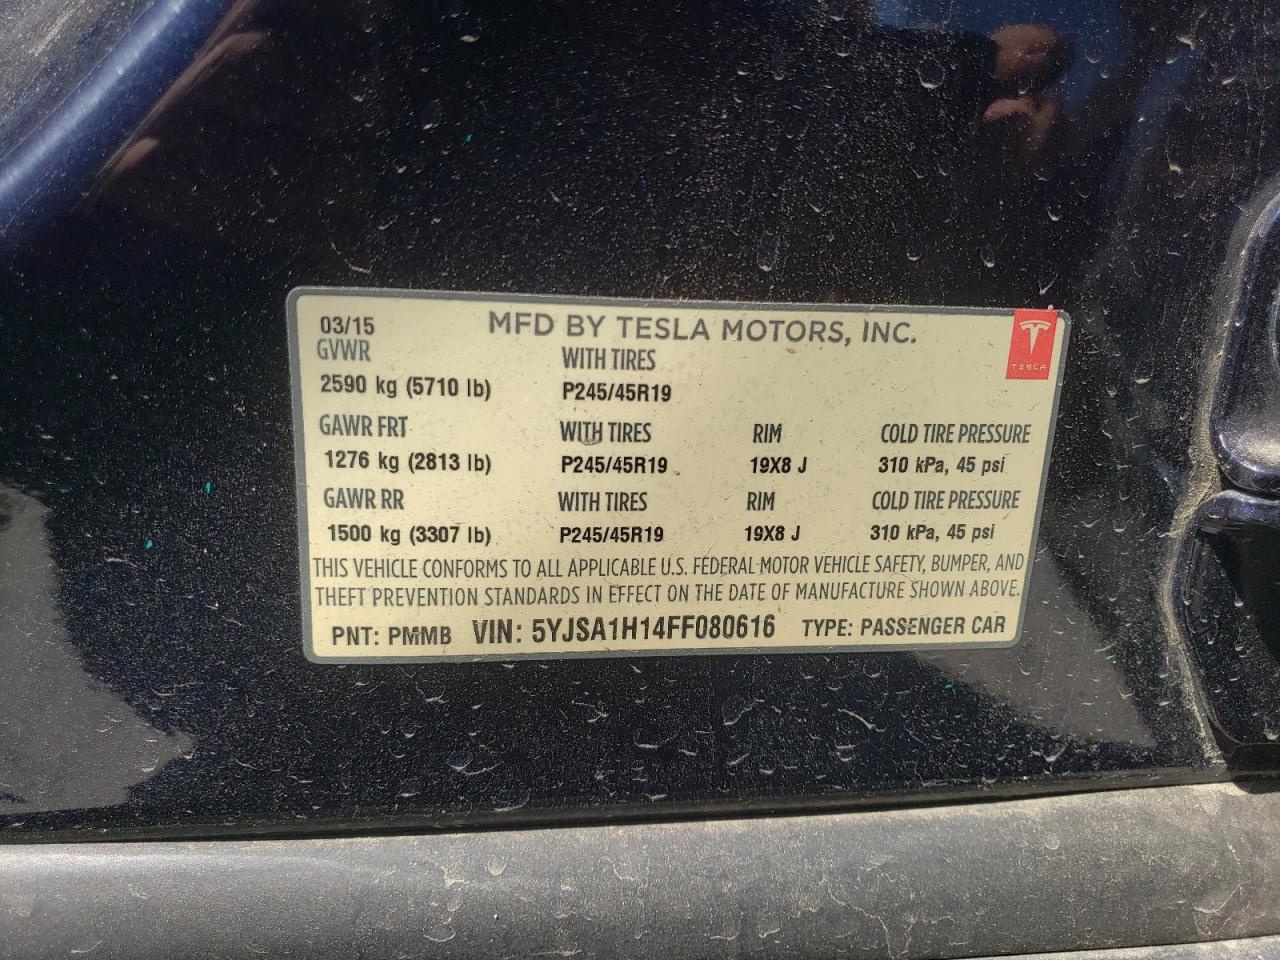 03/15 MFD BY TESLA MOTORS, INC.
TESLA
GVWR WITH TIRES
2590 kg (5710 lb) P245/45R19
GAWR FRT WITH TIRES RIM COLD TIRE PRESSURE
1276 kg (2813 lb) P245/45R19 19X8 J 310 kPa, 45 psi
GAWR RR WITH TIRES RIM COLD TIRE PRESSURE
1500 kg (3307 lb) P245/45R19 19X8 J 310 kPa, 45 psi
THIS VEHICLE CONFORMS TO ALL APPLICABLE U.S. FEDERAL MOTOR VEHICLE SAFETY, BUMPER, AND
THEFT PREVENTION STANDARDS IN EFFECT ON THE DATE OF MANUFACTURE SHOWN ABOVE.
PNT: PMMB VIN: 5YJSA1H14FF080616 TYPE: PASSENGER CAR